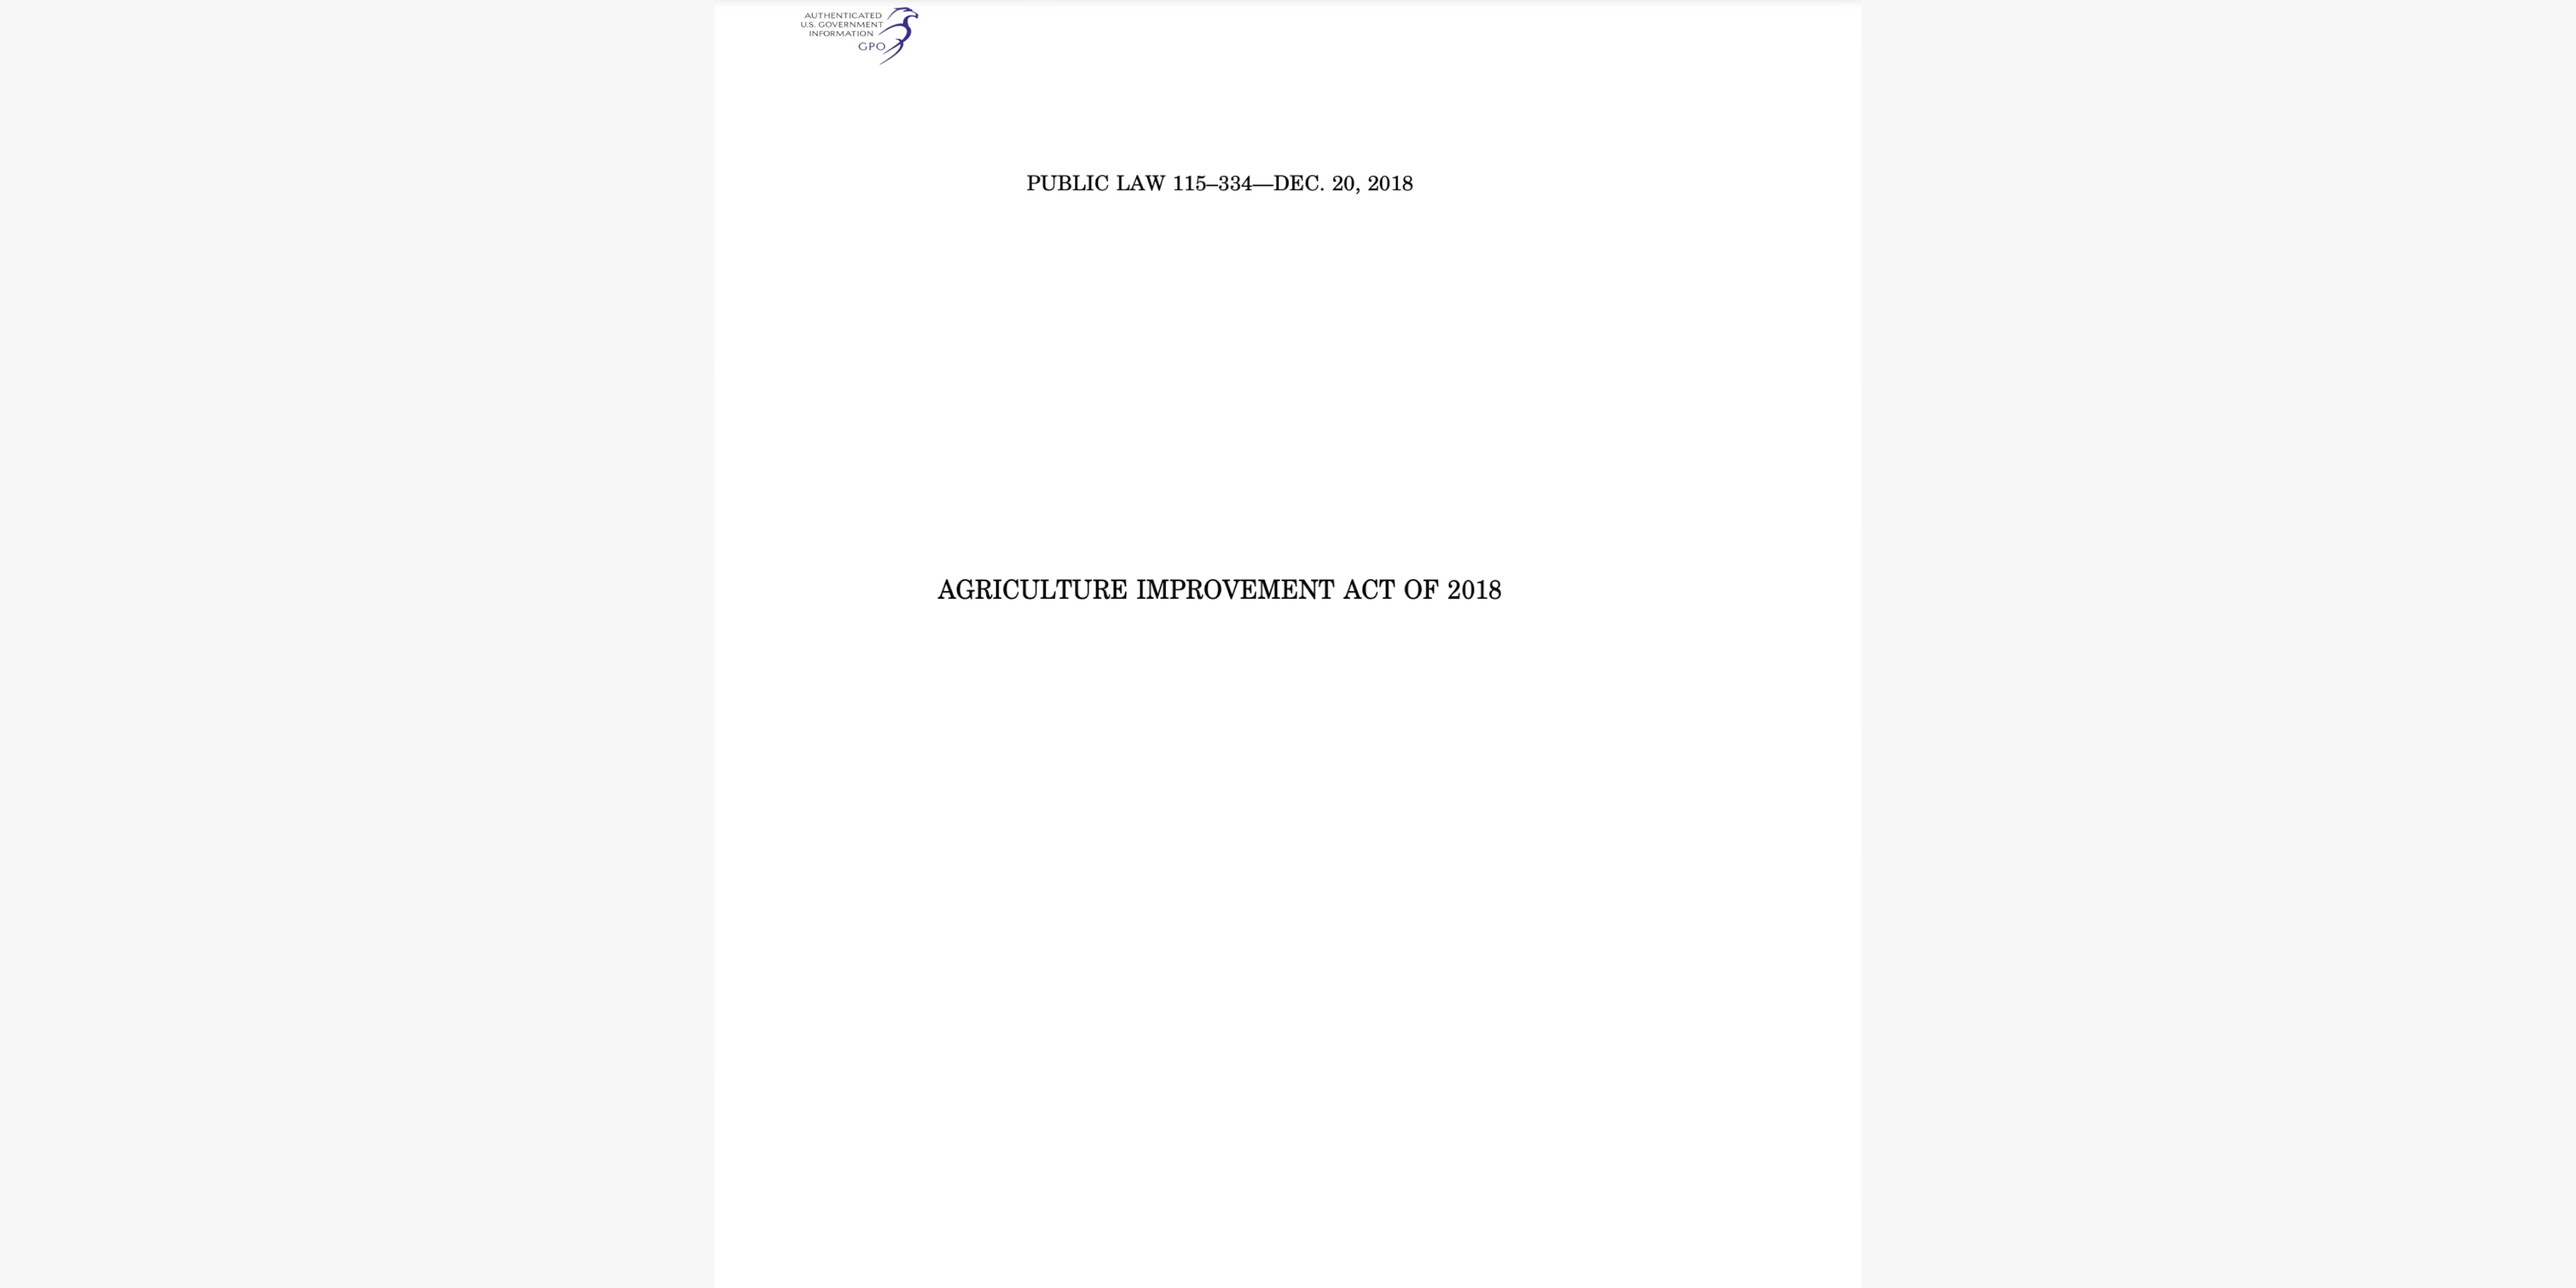 AUTHENTICATED
U.S. GOVERNMENT
INFORMATION
GPO
PUBLIC LAW 115–334—DEC. 20, 2018
AGRICULTURE IMPROVEMENT ACT OF 2018